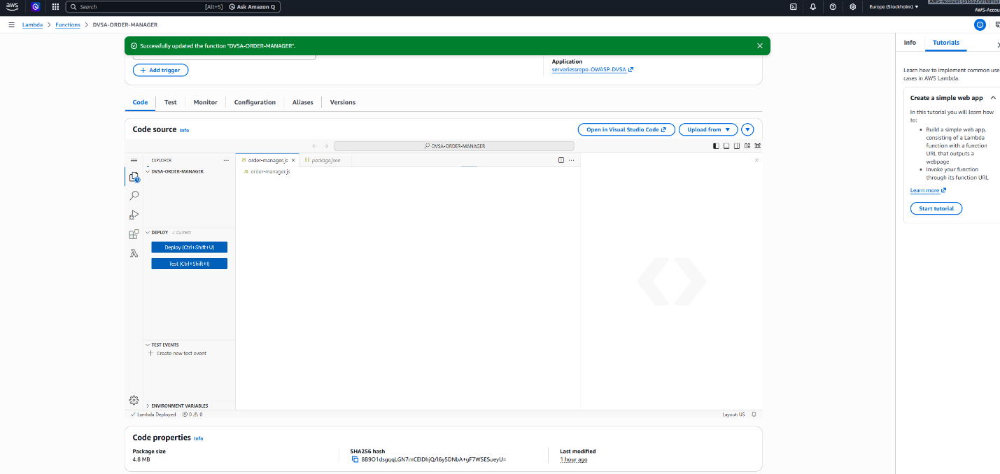 aws
Search [Alt+S] Ask Amazon Q
Europe (Stockholm) ▼
AWS-Accou
Lambda > Functions > DVSA-ORDER-MANAGER
Successfully updated the function "DVSA-ORDER-MANAGER".
+ Add trigger
Application
serverlessrepo-OWASP-DVSA
Code Test Monitor Configuration Aliases Versions
Code source Info
Open in Visual Studio Code
Upload from ▼
DVSA-ORDER-MANAGER
EXPLORER ...
DVSA-ORDER-MANAGER
JS order-manager.js
{} package.json
JS order-manager.js
DEPLOY ✓ Current
Deploy (Ctrl+Shift+U)
Test (Ctrl+Shift+I)
TEST EVENTS
+ Create new test event
ENVIRONMENT VARIABLES
Lambda Deployed 0 0
Layout: US
Code properties Info
Package size
4.8 MB
SHA256 hash
Last modified
1 hour ago
Info Tutorials
Learn how to implement common use
cases in AWS Lambda.
Create a simple web app
In this tutorial you will learn how
to:
• Build a simple web app,
consisting of a Lambda
function with a function
URL that outputs a
webpage
• Invoke your function
through its function URL
Learn more
Start tutorial